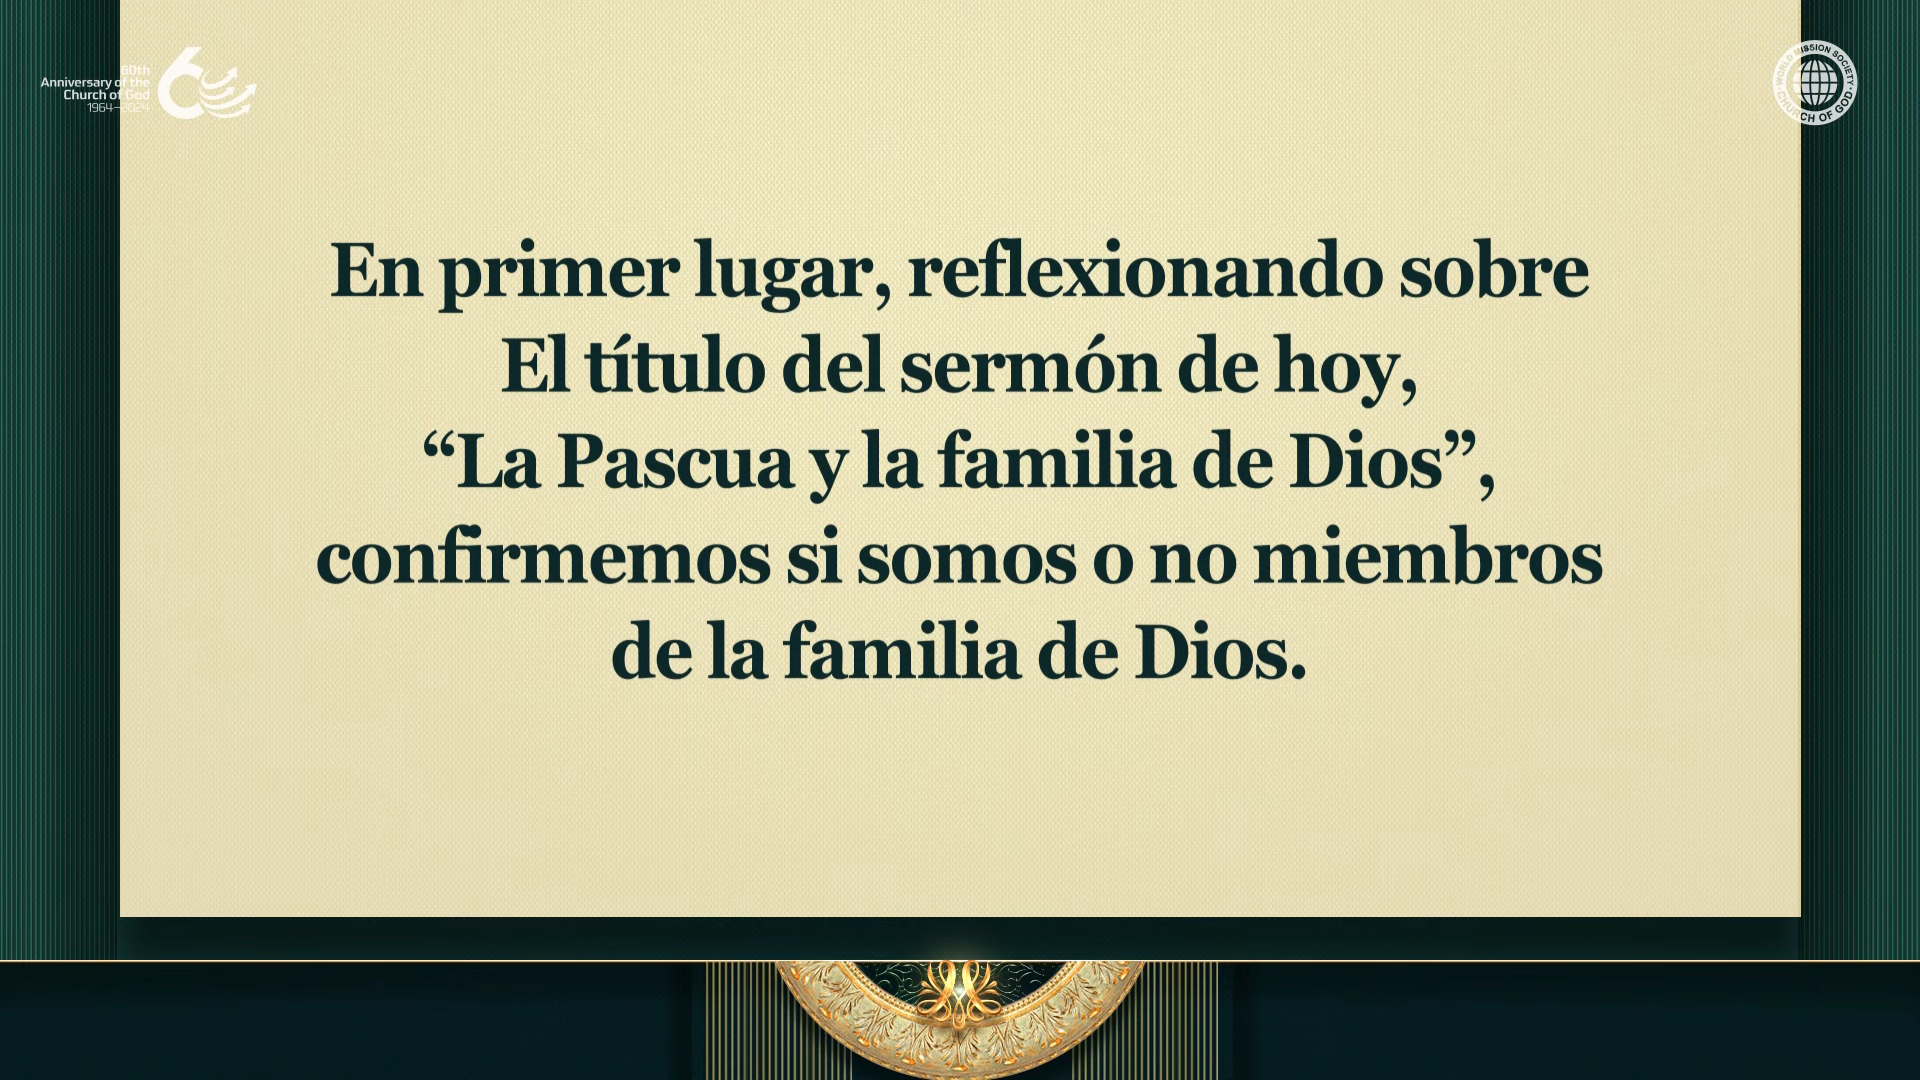 60th
Anniversary of the
Church of God
1964–2024
60
WORLD MISSION SOCIETY
CHURCH OF GOD
En primer lugar, reflexionando sobre
El título del sermón de hoy,
“La Pascua y la familia de Dios”,
confirmemos si somos o no miembros
de la familia de Dios.